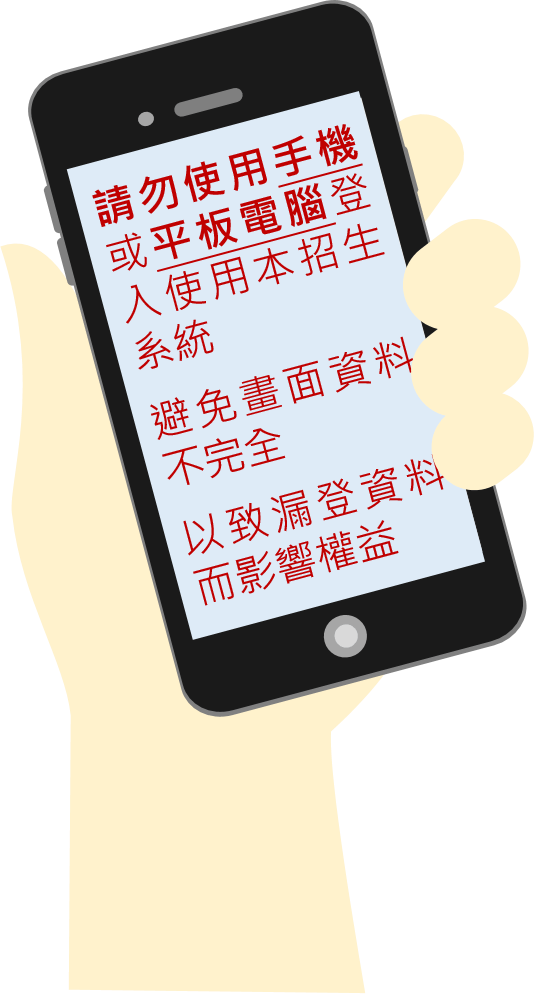 請勿使用手機
或平板電腦登
入使用本招生
系統
避免畫面資料
不完全
以致漏登資料
而影響權益